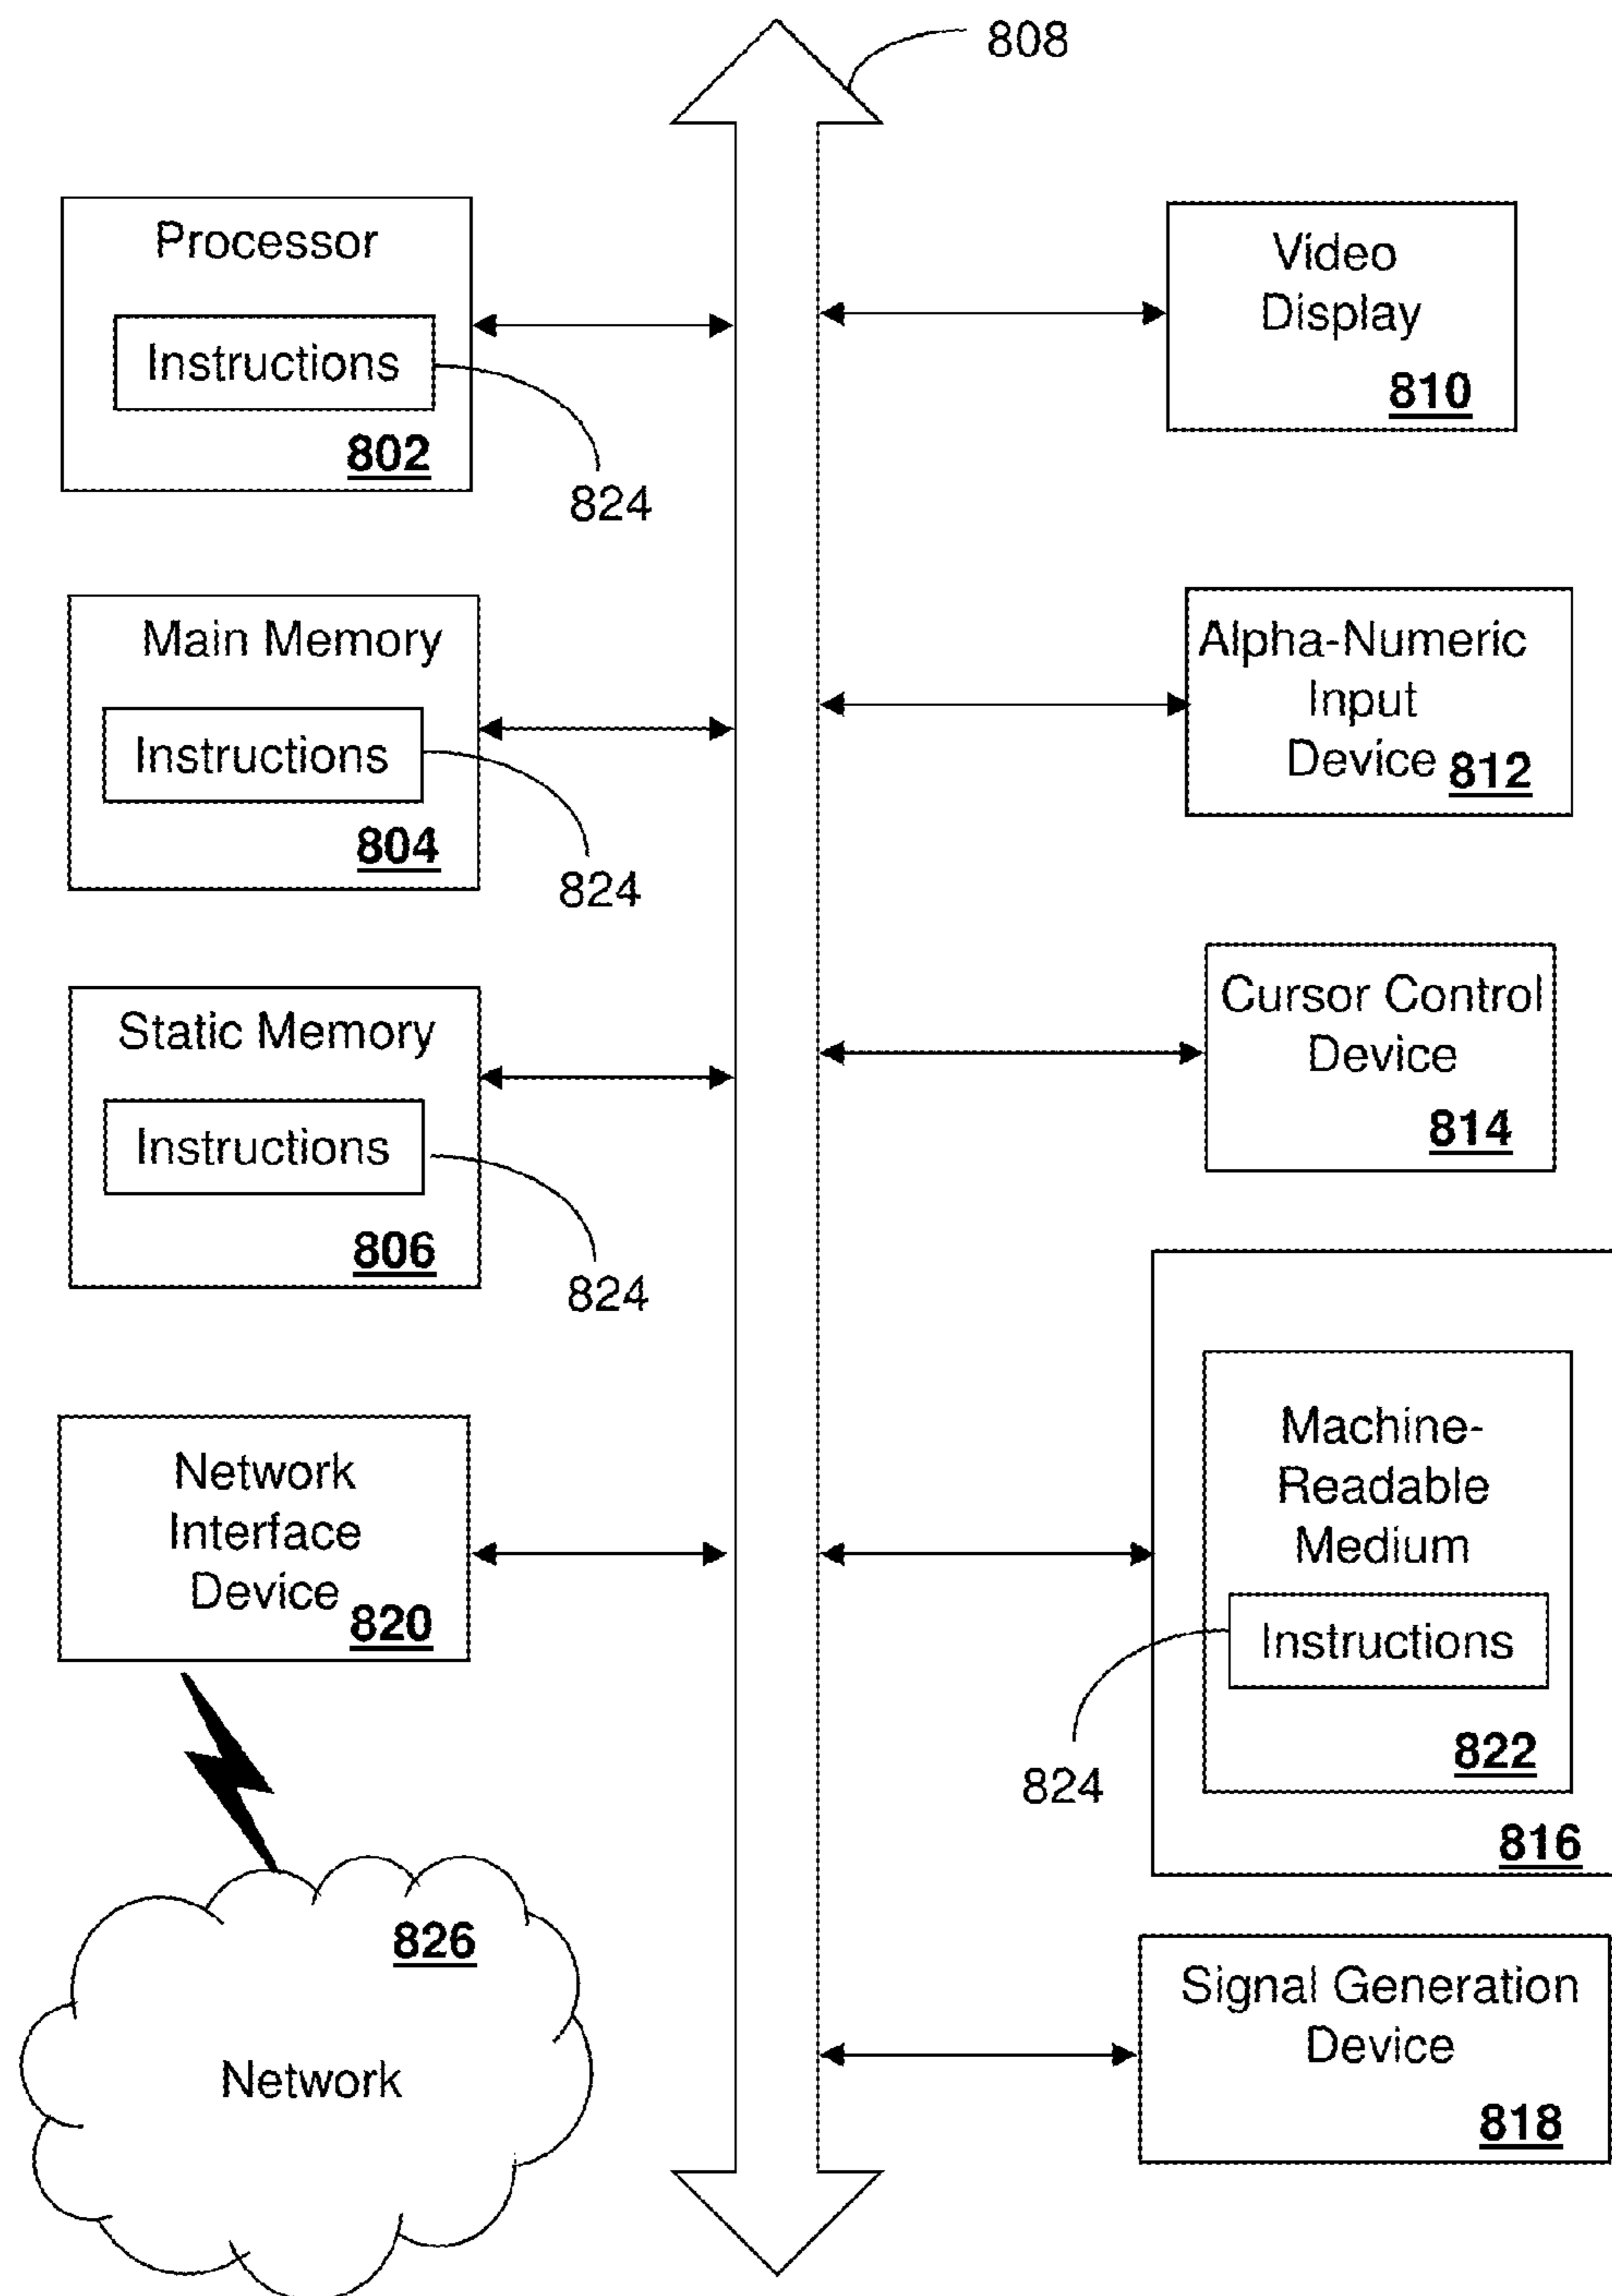 808
Processor
Instructions
802
824
Main Memory
Instructions
804
824
Static Memory
Instructions
806
824
Network
Interface
Device
820
826
Network
Video
Display
810
Alpha-Numeric
Input
Device 812
Cursor Control
Device
814
Machine-
Readable
Medium
Instructions
824
822
816
Signal Generation
Device
818